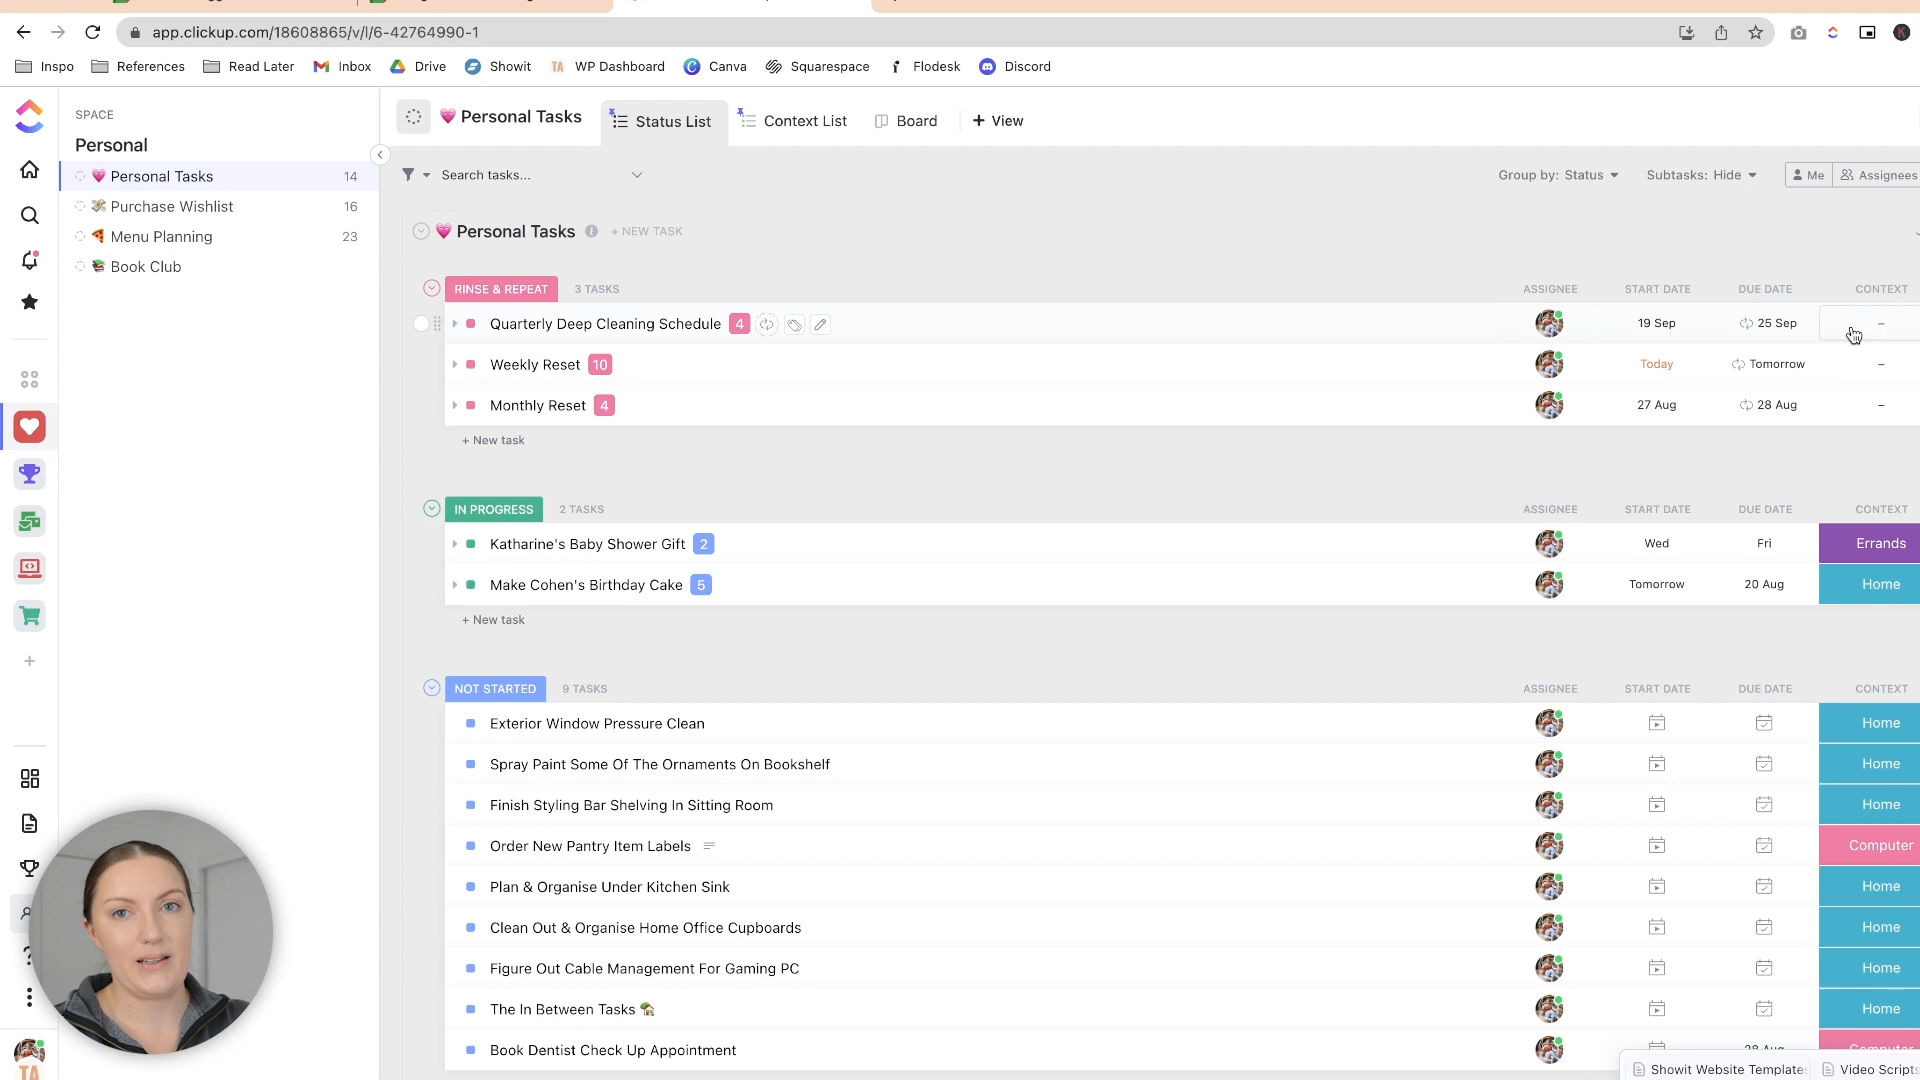 app.clickup.com/18608865/v/l/6-42764990-1
K
Inspo References Read Later Inbox Drive Showit TA WP Dashboard Canva Squarespace Flodesk Discord
SPACE
Personal
Personal Tasks 14
Purchase Wishlist 16
Menu Planning 23
Book Club
Personal Tasks Status List Context List Board + View
Search tasks...
Group by: Status Subtasks: Hide Me Assignees
Personal Tasks + NEW TASK
RINSE & REPEAT 3 TASKS ASSIGNEE START DATE DUE DATE CONTEXT
Quarterly Deep Cleaning Schedule 4 19 Sep 25 Sep –
Weekly Reset 10 Today Tomorrow –
Monthly Reset 4 27 Aug 28 Aug –
+ New task
IN PROGRESS 2 TASKS ASSIGNEE START DATE DUE DATE CONTEXT
Katharine's Baby Shower Gift 2 Wed Fri Errands
Make Cohen's Birthday Cake 5 Tomorrow 20 Aug Home
+ New task
NOT STARTED 9 TASKS ASSIGNEE START DATE DUE DATE CONTEXT
Exterior Window Pressure Clean Home
Spray Paint Some Of The Ornaments On Bookshelf Home
Finish Styling Bar Shelving In Sitting Room Home
Order New Pantry Item Labels Computer
Plan & Organise Under Kitchen Sink Home
Clean Out & Organise Home Office Cupboards Home
Figure Out Cable Management For Gaming PC Home
The In Between Tasks Home
Book Dentist Check Up Appointment 28 Aug Computer
TA
Showit Website Template Video Scripts